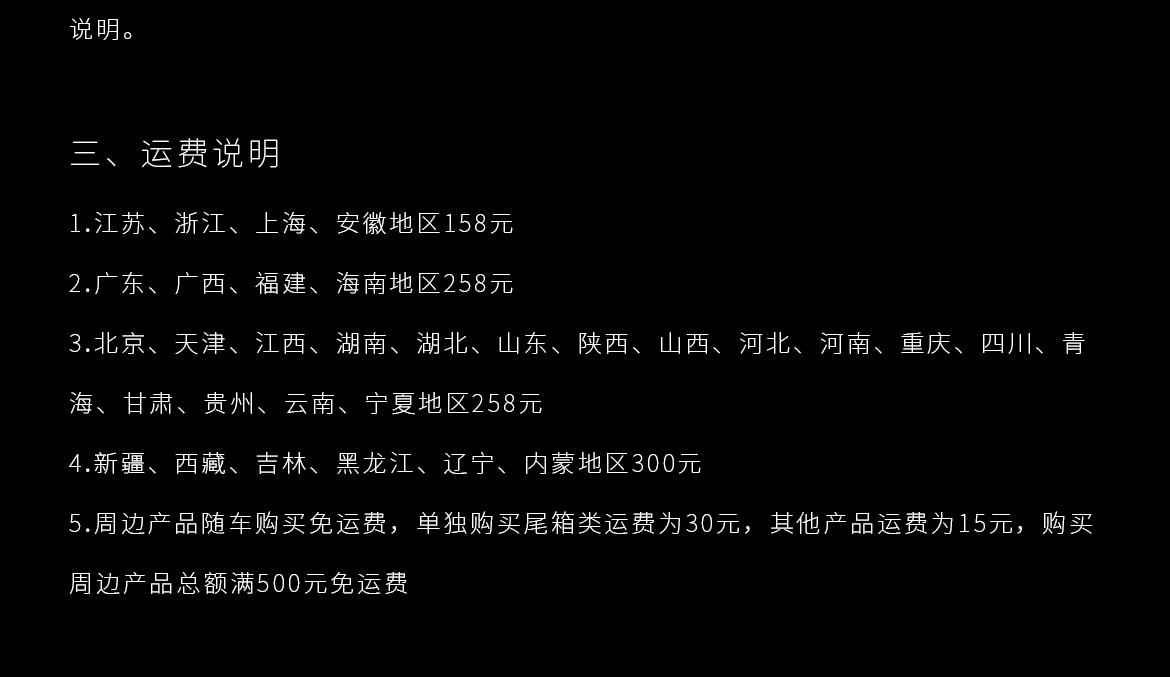 说明。
三、运费说明
1.江苏、浙江、上海、安徽地区158元
2.广东、广西、福建、海南地区258元
3.北京、天津、江西、湖南、湖北、山东、陕西、山西、河北、河南、重庆、四川、青
海、甘肃、贵州、云南、宁夏地区258元
4.新疆、西藏、吉林、黑龙江、辽宁、内蒙地区300元
5.周边产品随车购买免运费，单独购买尾箱类运费为30元，其他产品运费为15元，购买
周边产品总额满500元免运费